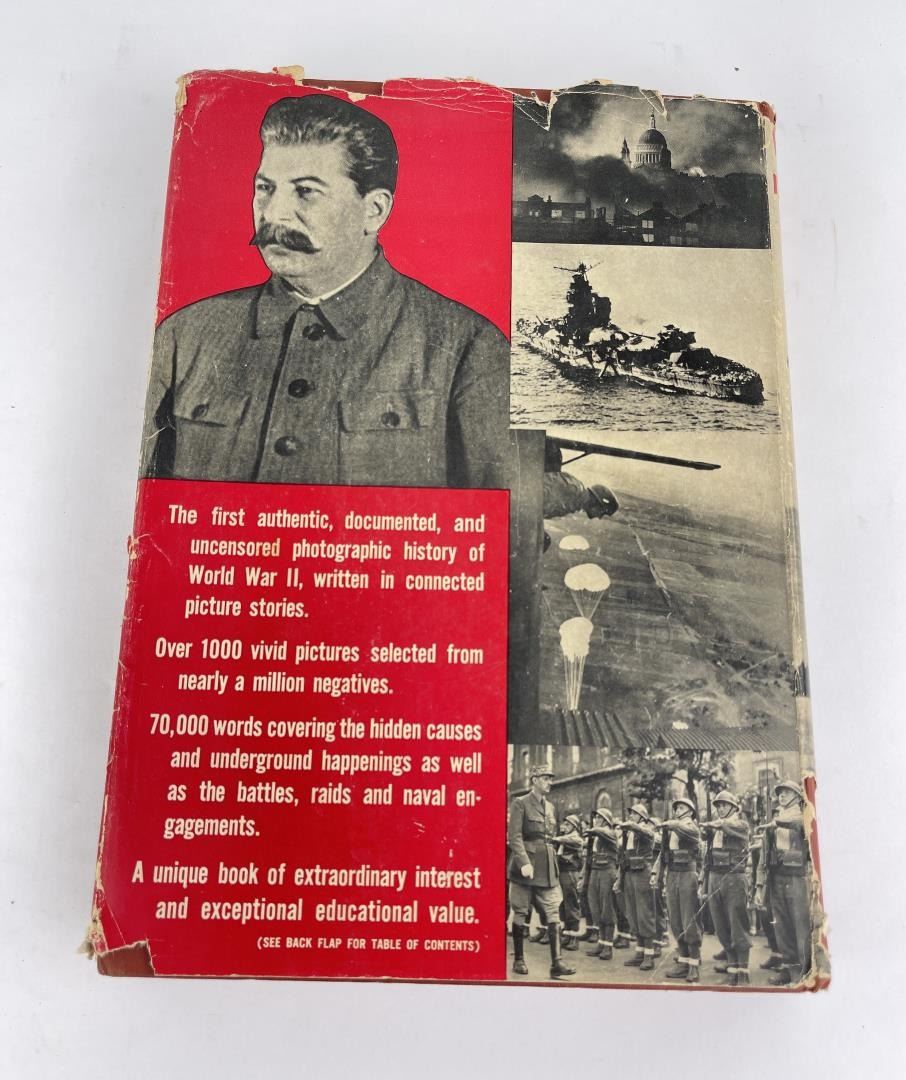 The first authentic, documented, and
uncensored photographic history of
World War II, written in connected
picture stories.
Over 1000 vivid pictures selected from
nearly a million negatives.
70,000 words covering the hidden causes
and underground happenings as well
as the battles, raids and naval en-
gagements.
A unique book of extraordinary interest
and exceptional educational value.
(SEE BACK FLAP FOR TABLE OF CONTENTS)